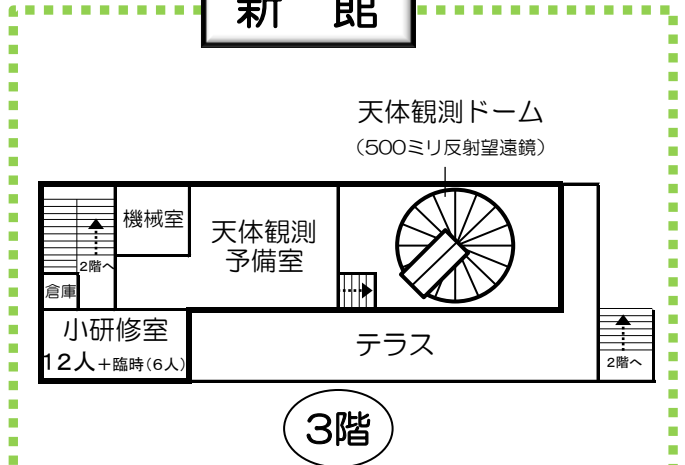 新 館
天体観測ドーム
（500ミリ反射望遠鏡）
機械室
天体観測
予備室
2階へ
倉庫
小研修室
12人＋臨時（6人）
テラス
2階へ
3階